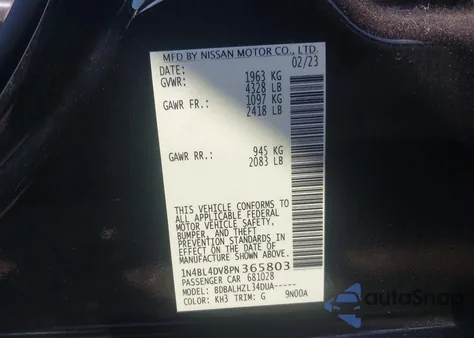 MFD BY NISSAN MOTOR CO., LTD.
DATE: 02/23
GVWR: 1963 KG
4328 LB
GAWR FR.: 1097 KG
2418 LB
GAWR RR.: 945 KG
2083 LB
THIS VEHICLE CONFORMS TO
ALL APPLICABLE FEDERAL
MOTOR VEHICLE SAFETY,
BUMPER, AND THEFT
PREVENTION STANDARDS IN
EFFECT ON THE DATE OF
MANUFACTURE SHOWN ABOVE.
1N4BL4DV8PN365803
PASSENGER CAR 681028
MODEL: BDBALHZL34DUA-----
COLOR: KH3 TRIM: G 9N00A
AutoSnap